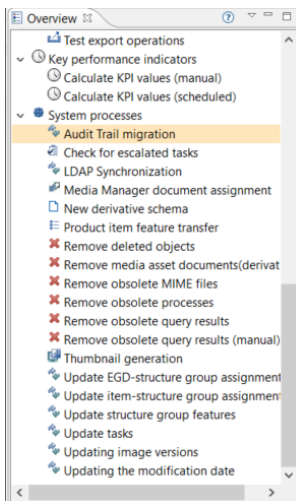 Overview
Test export operations
Key performance indicators
Calculate KPI values (manual)
Calculate KPI values (scheduled)
System processes
Audit Trail migration
Check for escalated tasks
LDAP Synchronization
Media Manager document assignment
New derivative schema
Product item feature transfer
Remove deleted objects
Remove media asset documents(derivat
Remove obsolete MIME files
Remove obsolete processes
Remove obsolete query results
Remove obsolete query results (manual)
Thumbnail generation
Update EGD-structure group assignment
Update item-structure group assignment
Update structure group features
Update tasks
Updating image versions
Updating the modification date